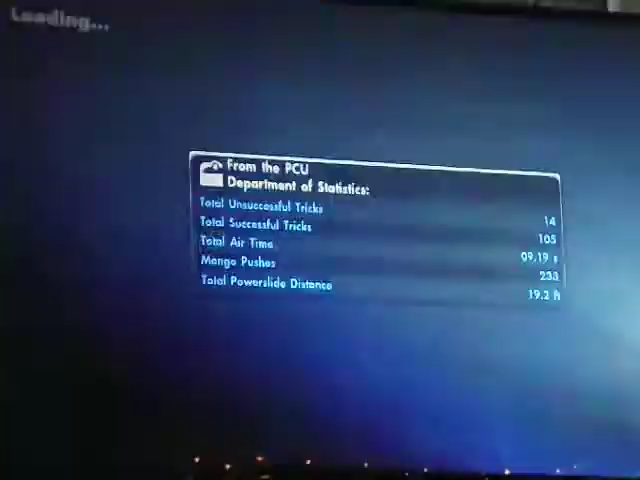 Loading...
From the PCU
Department of Statistics:
Total Unsuccessful Tricks 14
Total Successful Tricks 105
Total Air Time 09.19 s
Mongo Pushes 233
Total Powerslide Distance 19.2 ft